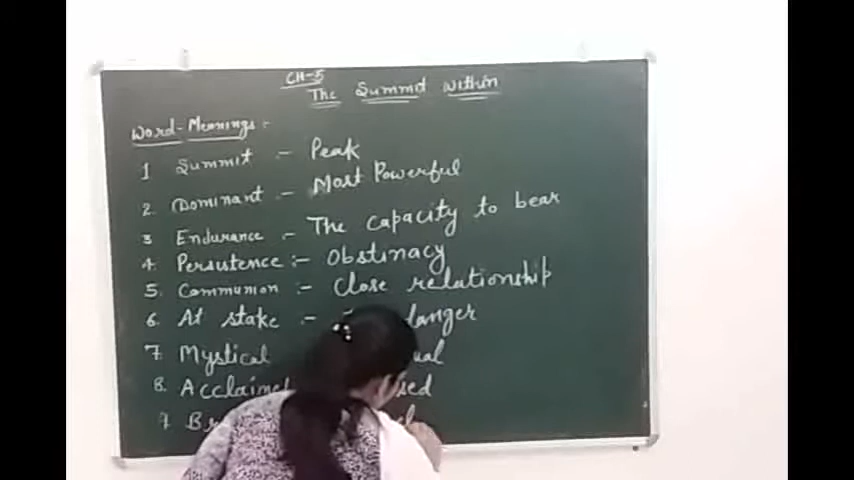 CH-5
The Summit Within
Word-Meanings :-
1 Summit :- Peak
2. Dominant :- Most Powerful
3 Endurance :- The capacity to bear
4. Persistence :- Obstinacy
5. Communion :- Close relationship
6. At stake :- danger
7. Mystical
8. Acclaimed
9